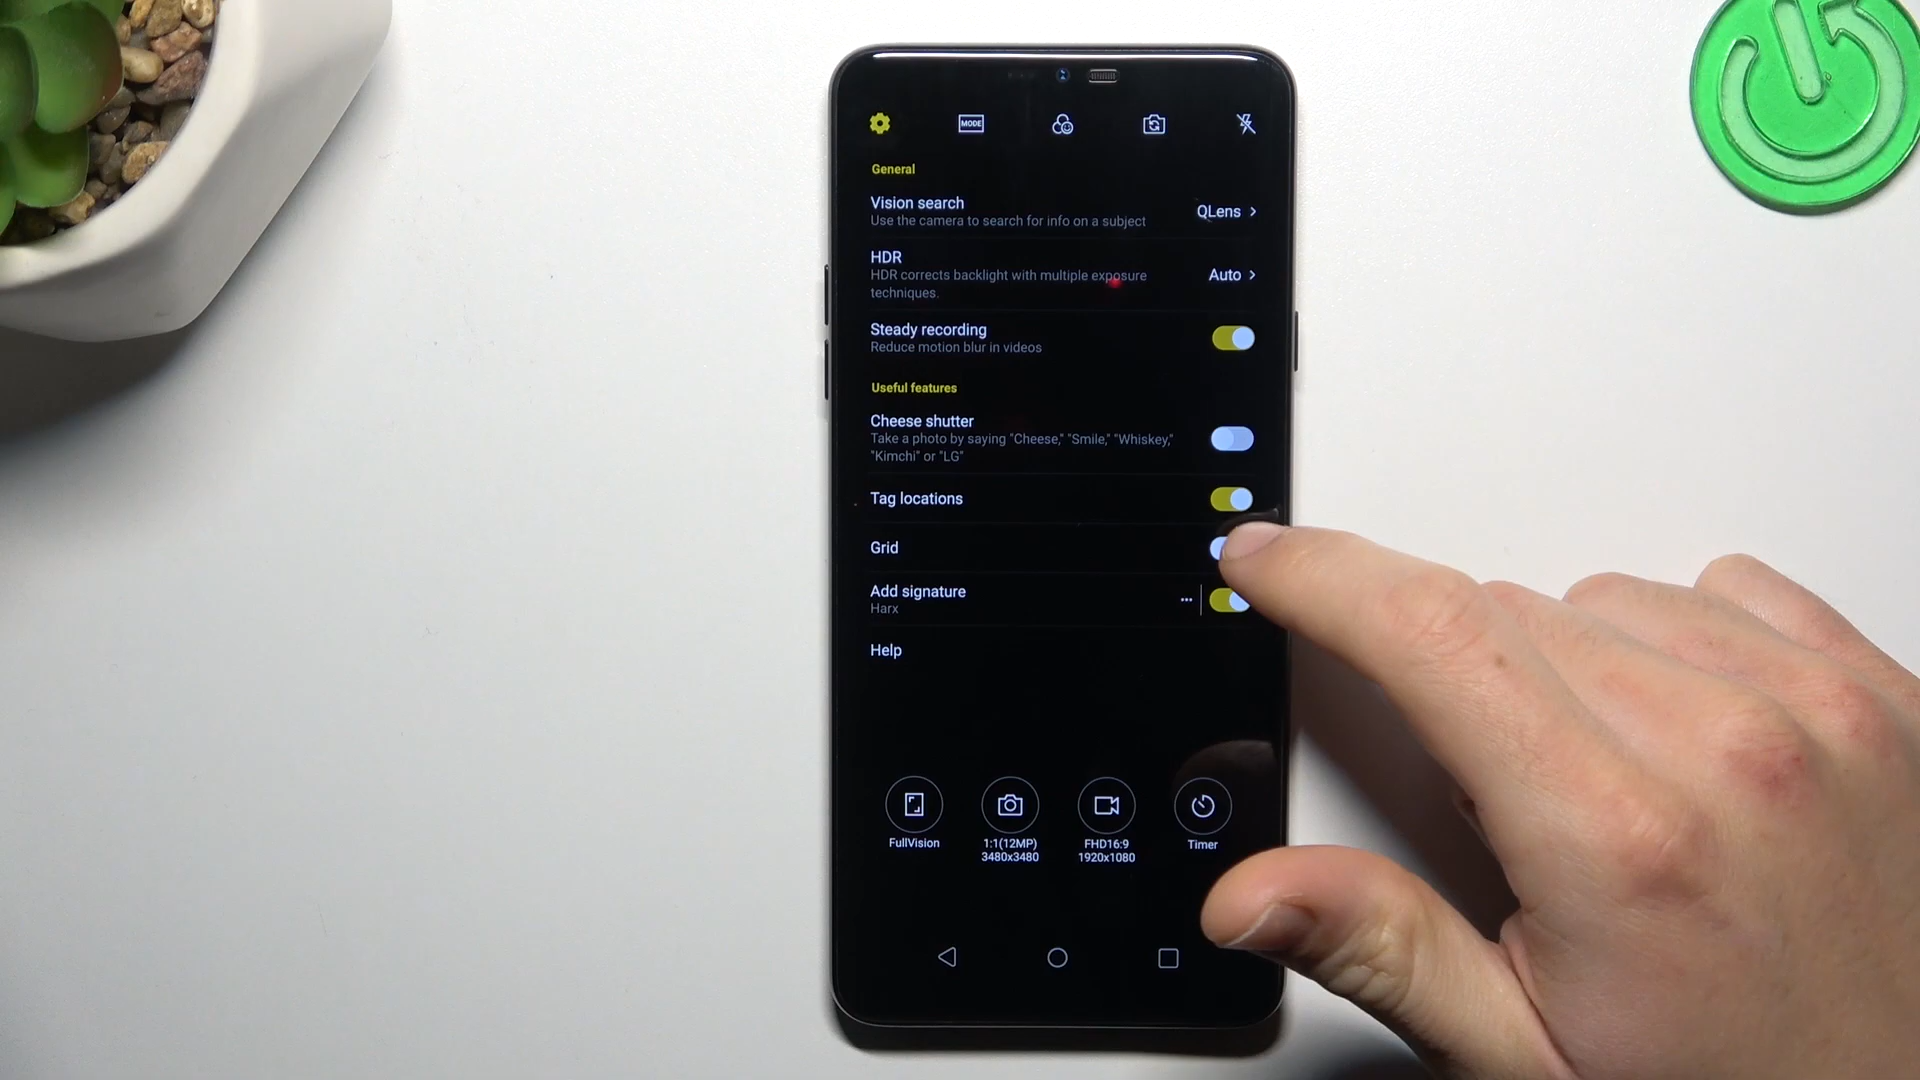 MODE
General
Vision search
Use the camera to search for info on a subject
QLens
HDR
HDR corrects backlight with multiple exposure
techniques.
Auto
Steady recording
Reduce motion blur in videos
Useful features
Cheese shutter
Take a photo by saying "Cheese," "Smile," "Whiskey,"
"Kimchi" or "LG"
Tag locations
Grid
Add signature
Harx
Help
FullVision
1:1(12MP)
3480x3480
FHD16:9
1920x1080
Timer